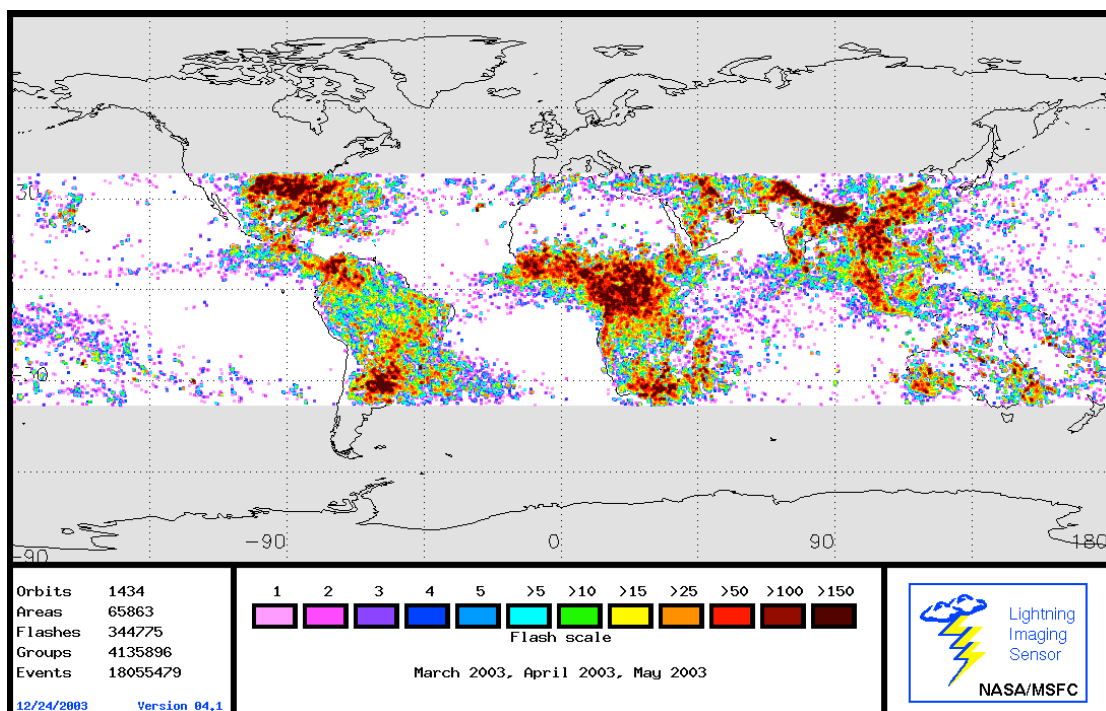 30
-30
-90
-90
0
90
180
Orbits 1434
Areas 65863
Flashes 344775
Groups 4135896
Events 18055479
12/24/2003 Version 04.1
1 2 3 4 5 >5 >10 >15 >25 >50 >100 >150
Flash scale
March 2003, April 2003, May 2003
Lightning
Imaging
Sensor
NASA/MSFC